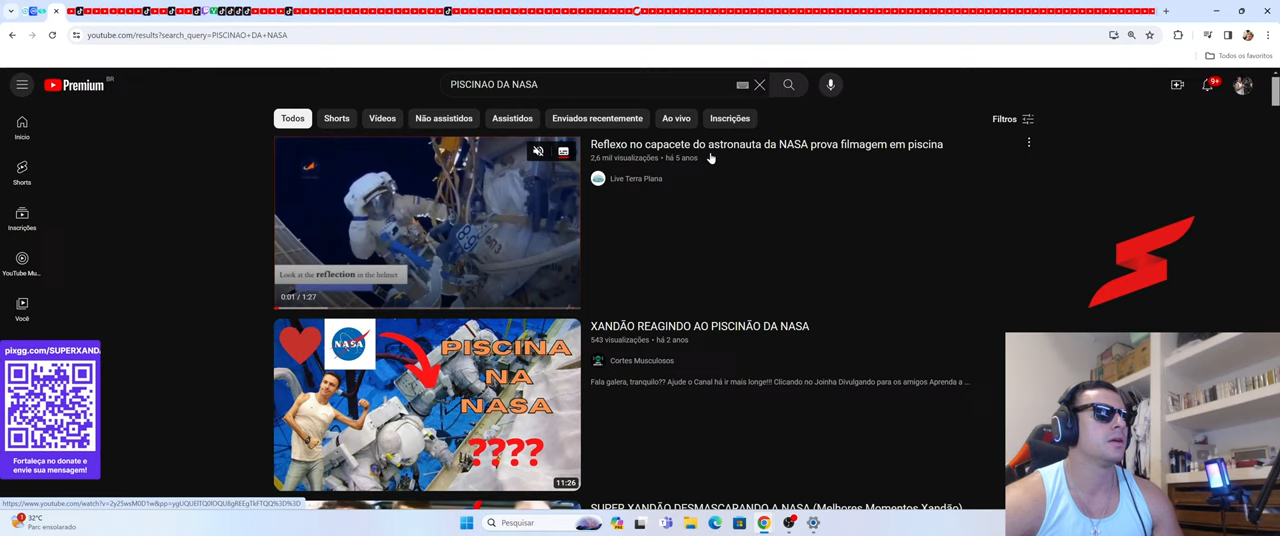 youtube.com/results?search_query=PISCINAO+DA+NASA
Todos os favoritos
Premium BR
PISCINAO DA NASA
9+
Todos
Shorts
Vídeos
Não assistidos
Assistidos
Enviados recentemente
Ao vivo
Inscrições
Filtros
Início
Shorts
Inscrições
YouTube Mu...
Você
Look at the reflection in the helmet
0:01 / 1:27
Reflexo no capacete do astronauta da NASA prova filmagem em piscina
2,6 mil visualizações • há 5 anos
Live Terra Plana
NASA
PISCINA
NA
NASA
????
11:26
XANDÃO REAGINDO AO PISCINÃO DA NASA
543 visualizações • há 2 anos
Cortes Musculosos
Fala galera, tranquilo?? Ajude o Canal há ir mais longe!!! Clicando no Joinha Divulgando para os amigos Aprenda a ...
SUPER XANDÃO DESMASCARANDO A NASA (Melhores Momentos Xandão)
pixgg.com/SUPERXAND
Fortaleça no donate e
envie sua mensagem!
32°C
Parc ensolarado
Pesquisar